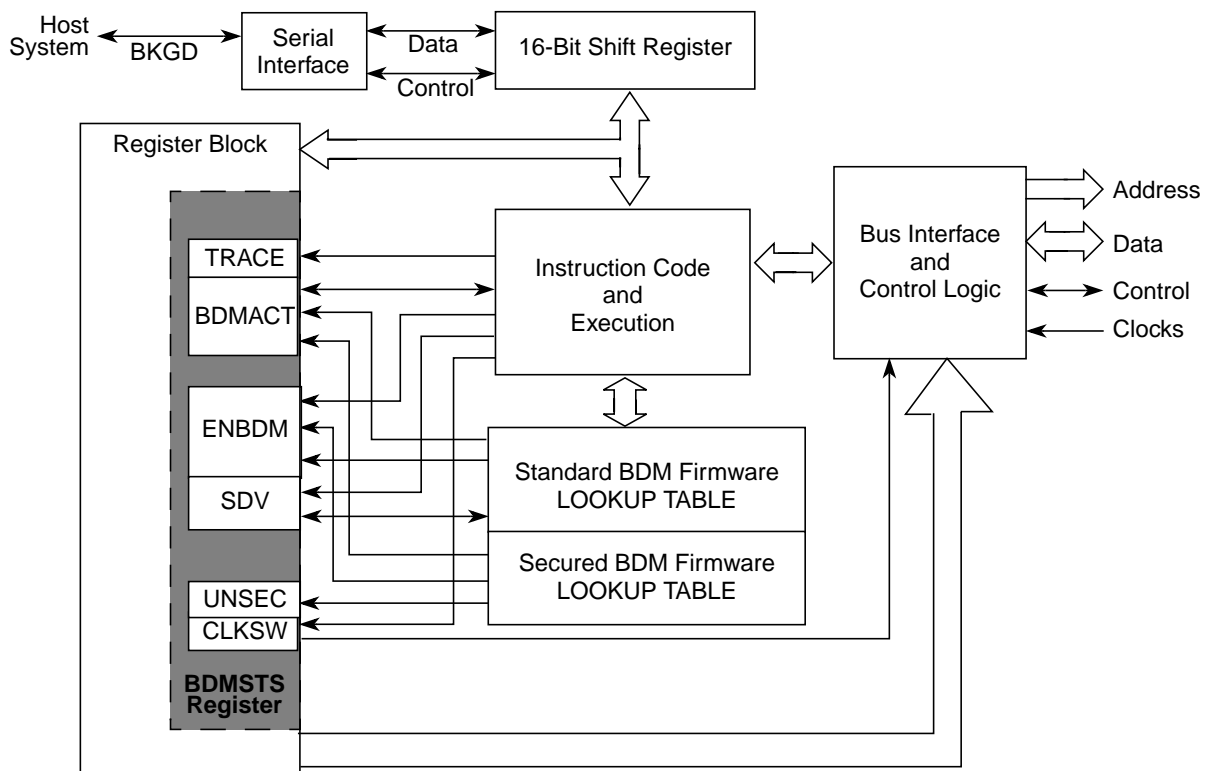 Host
System
BKGD
Serial
Interface
Data
Control
16-Bit Shift Register
Register Block
TRACE
BDMACT
ENBDM
SDV
UNSEC
CLKSW
BDMSTS
Register
Instruction Code
and
Execution
Standard BDM Firmware
LOOKUP TABLE
Secured BDM Firmware
LOOKUP TABLE
Bus Interface
and
Control Logic
Address
Data
Control
Clocks